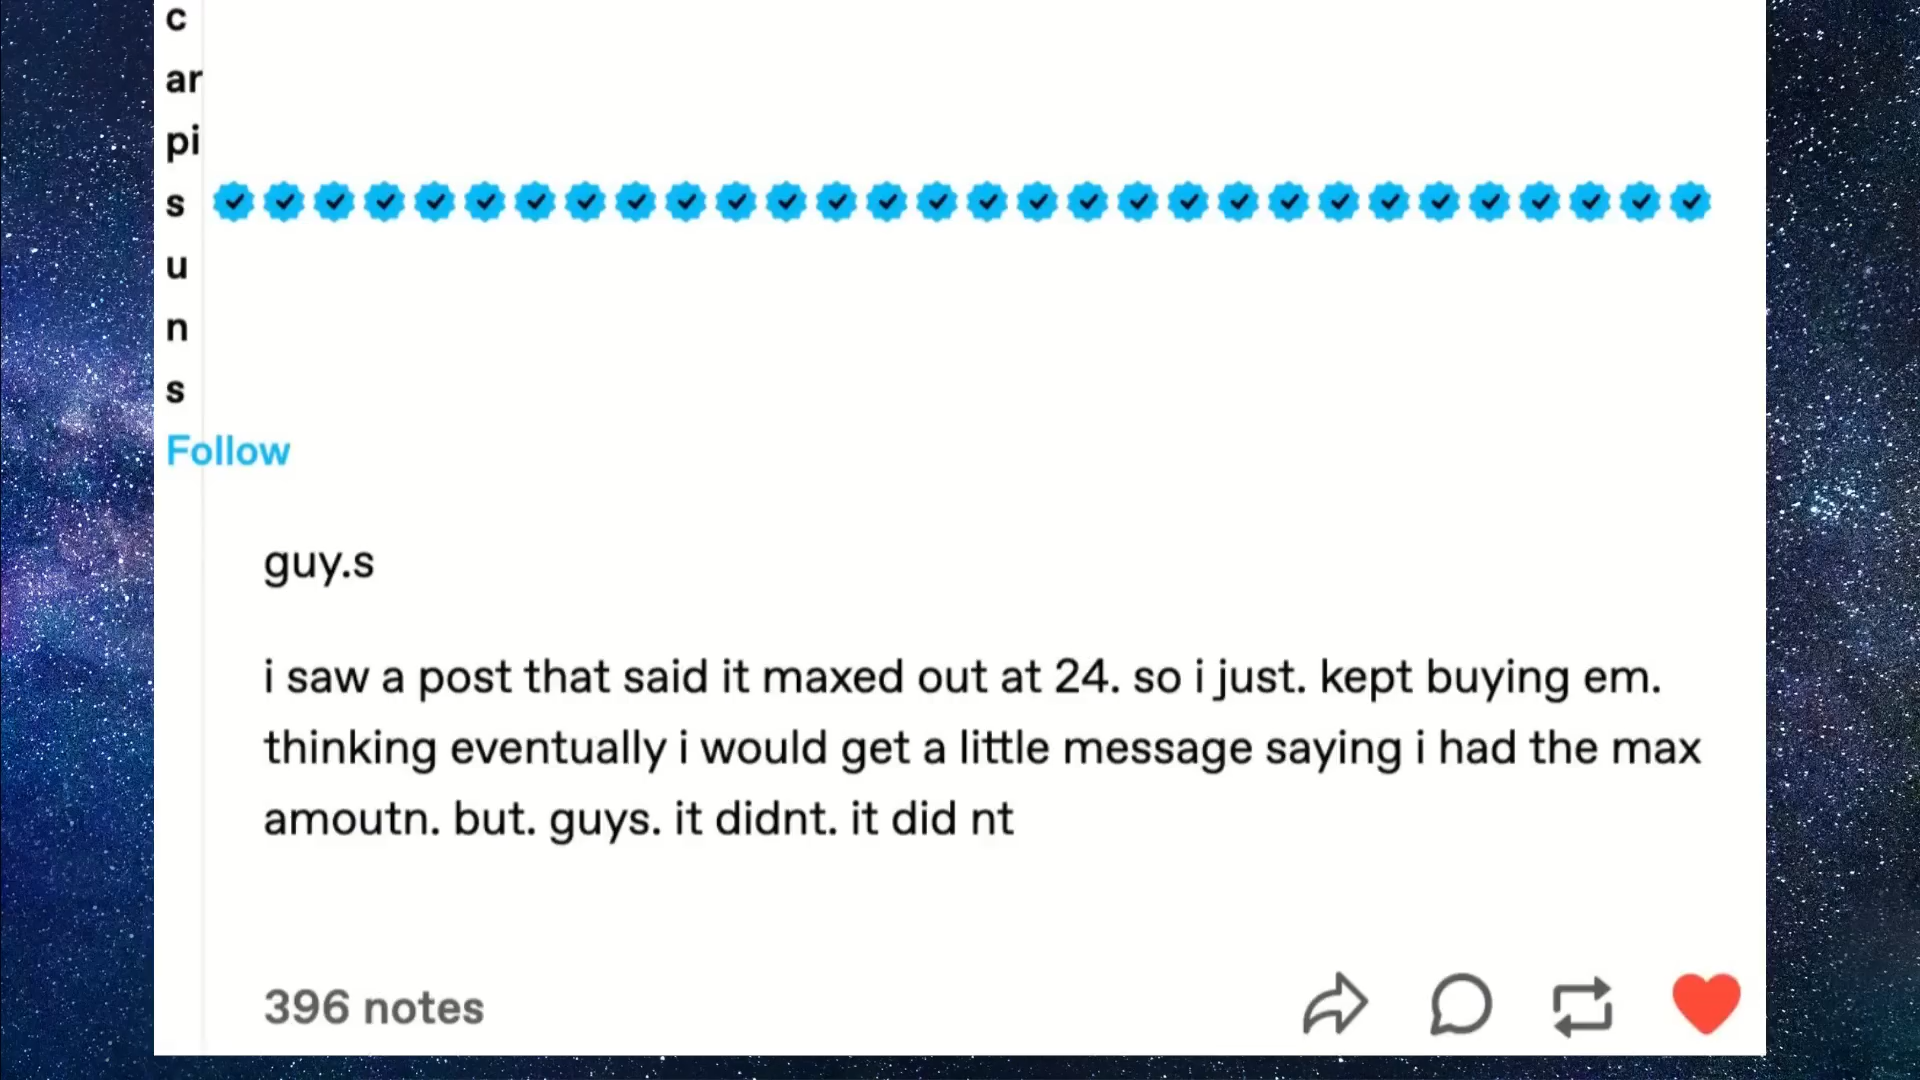 c
ar
pi
s
u
n
s
Follow
guy.s
i saw a post that said it maxed out at 24. so i just. kept buying em.
thinking eventually i would get a little message saying i had the max
amoutn. but. guys. it didnt. it did nt
396 notes